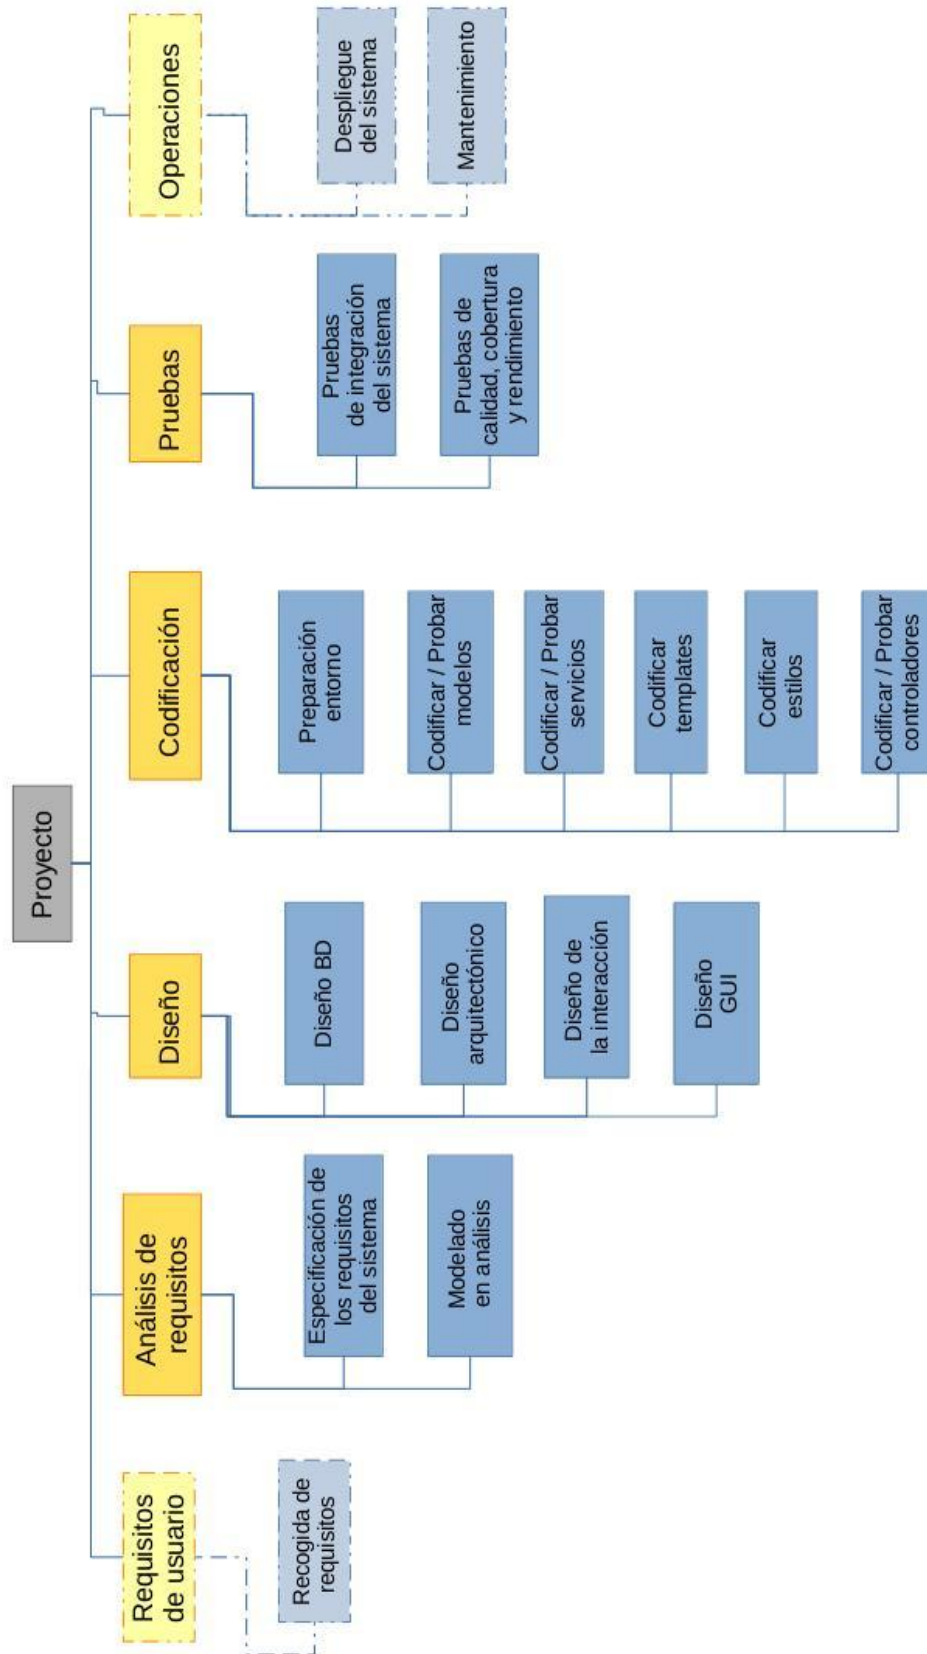 Proyecto
Requisitos
de usuario
Recogida de
requisitos
Análisis de
requisitos
Especificación de
los requisitos
del sistema
Modelado
en análisis
Diseño
Diseño BD
Diseño
arquitectónico
Diseño de
la interacción
Diseño
GUI
Codificación
Preparación
entorno
Codificar / Probar
modelos
Codificar / Probar
servicios
Codificar
templates
Codificar
estilos
Codificar / Probar
controladores
Pruebas
Pruebas
de integración
del sistema
Pruebas de
calidad, cobertura
y rendimiento
Operaciones
Despliegue
del sistema
Mantenimiento